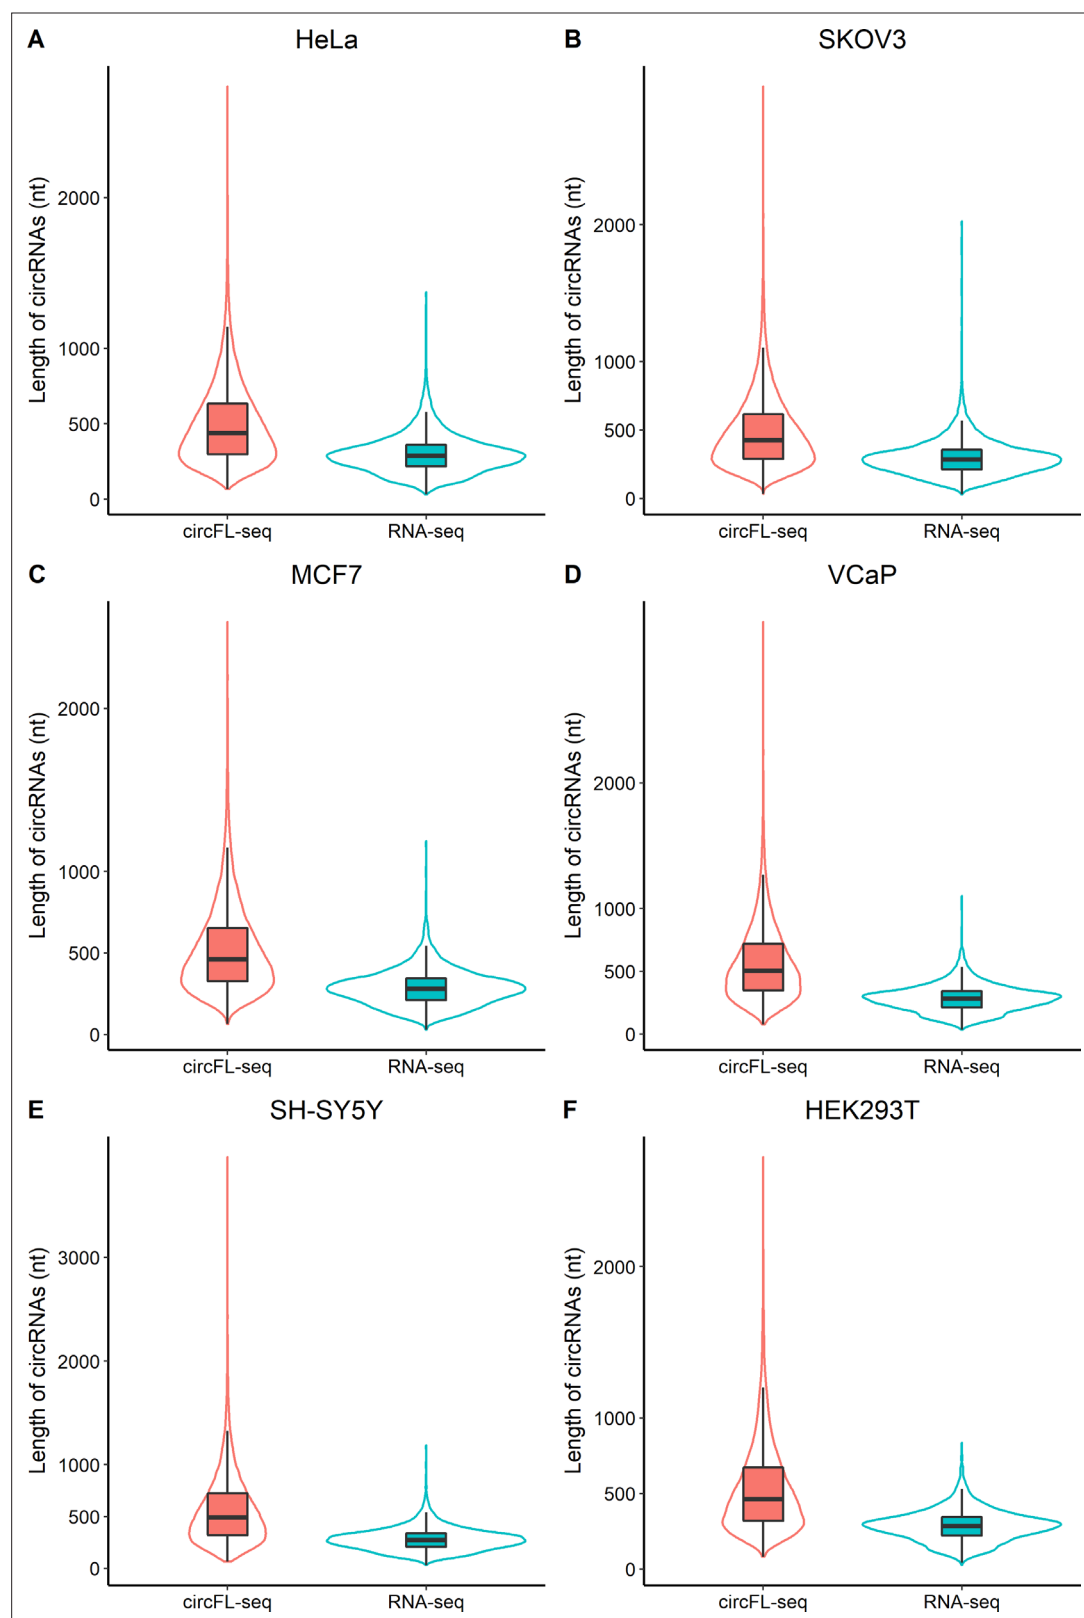 A HeLa
Length of circRNAs (nt)
2000
1000
500
0
circFL-seq RNA-seq
B SKOV3
Length of circRNAs (nt)
2000
1000
500
0
circFL-seq RNA-seq
C MCF7
Length of circRNAs (nt)
2000
1000
500
0
circFL-seq RNA-seq
D VCaP
Length of circRNAs (nt)
2000
1000
500
0
circFL-seq RNA-seq
E SH-SY5Y
Length of circRNAs (nt)
3000
2000
1000
500
0
circFL-seq RNA-seq
F HEK293T
Length of circRNAs (nt)
2000
1000
500
0
circFL-seq RNA-seq